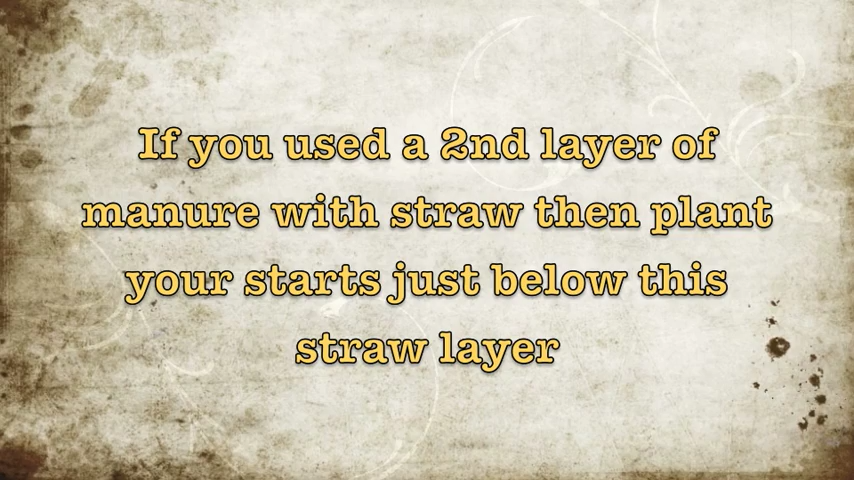 If you used a 2nd layer of
manure with straw then plant
your starts just below this
straw layer